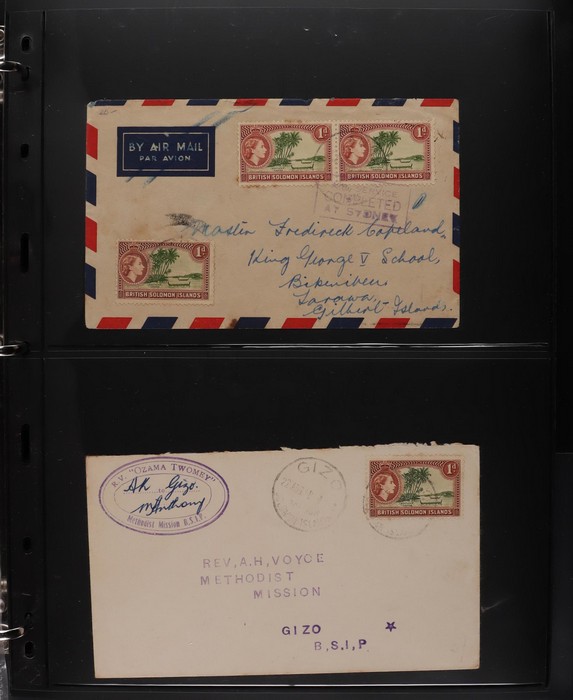 BY AIR MAIL
PAR AVION
1d
BRITISH SOLOMON ISLANDS
1d
BRITISH SOLOMON ISLANDS
SERVICE
COMPLETED
AT SYDNEY
Master Frederick Copeland,
King George V School,
Bikenibeu
Tarawa,
Gilbert Islands.
1d
BRITISH SOLOMON ISLANDS
R.V. "OZAMA TWOMEY"
At Gizo
Methodist Mission B.S.I.P.
GIZO
1d
BRITISH SOLOMON ISLANDS
REV,A.H,VOYCE
METHODIST
MISSION
GIZO
B,S.I,P.